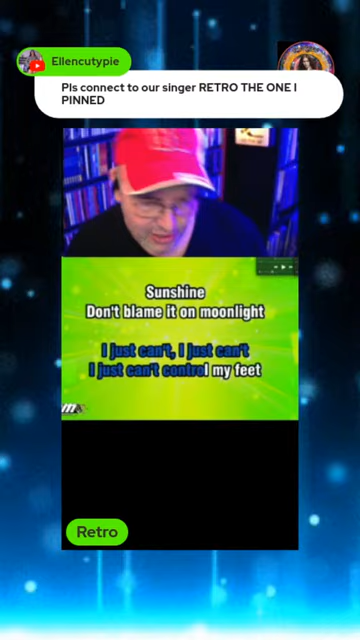 Ellencutypie
Pls connect to our singer RETRO THE ONE I
PINNED
Sunshine
Don't blame it on moonlight
I just can't, I just can't
I just can't control my feet
Retro